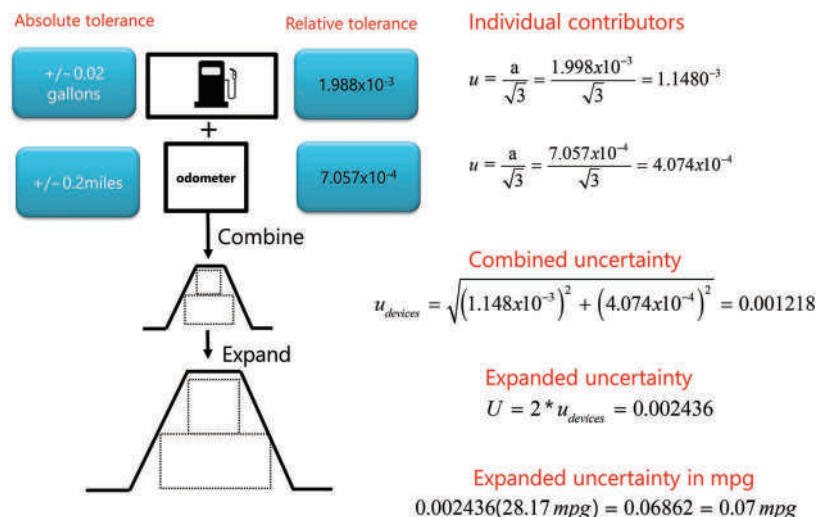 Absolute tolerance
Relative tolerance
Individual contributors
+/- 0.02
gallons
1.988x10⁻³
u = a/√3 = 1.998x10⁻³/√3 = 1.1480⁻³
+
+/- 0.2miles
odometer
7.057x10⁻⁴
u = a/√3 = 7.057x10⁻⁴/√3 = 4.074x10⁻⁴
Combine
Combined uncertainty
u_devices = √((1.148x10⁻³)² + (4.074x10⁻⁴)²) = 0.001218
Expand
Expanded uncertainty
U = 2 * u_devices = 0.002436
Expanded uncertainty in mpg
0.002436(28.17 mpg) = 0.06862 = 0.07 mpg